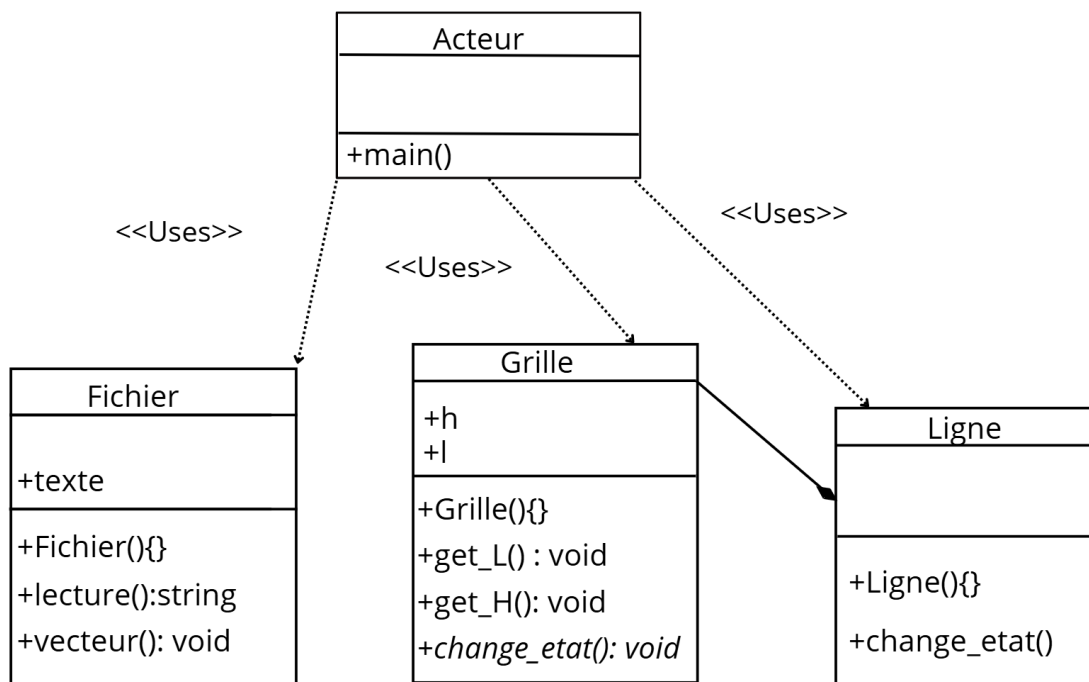 Acteur
+main()
<<Uses>>
<<Uses>>
<<Uses>>
Fichier
+texte
+Fichier(){}
+lecture():string
+vecteur(): void
Grille
+h
+l
+Grille(){}
+get_L() : void
+get_H(): void
+change_etat(): void
Ligne
+Ligne(){}
+change_etat()